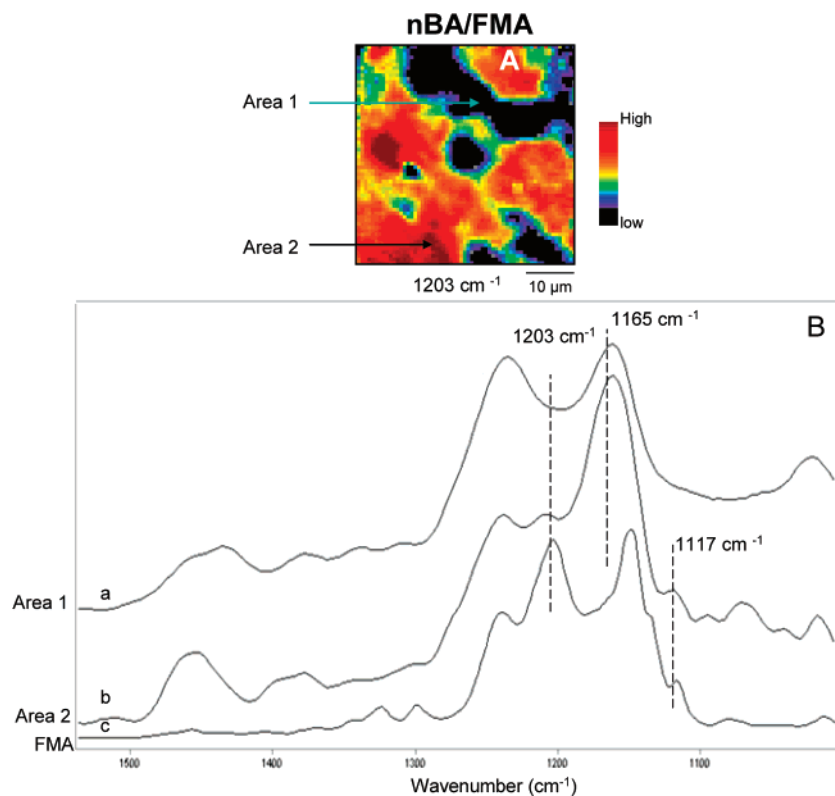 nBA/FMA
A
Area 1
High
low
Area 2
1203 cm -1
10 µm
B
1165 cm -1
1203 cm-1
1117 cm -1
a
Area 1
b
Area 2
c
FMA
1500 1400 1300 1200 1100
Wavenumber (cm-1)